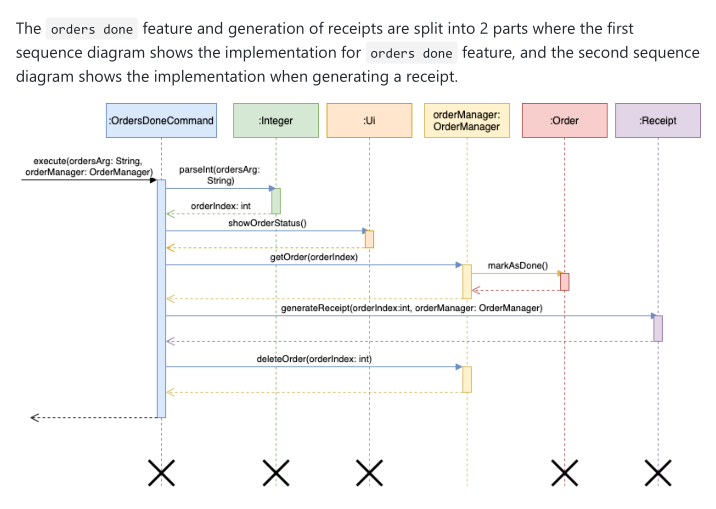 The orders done feature and generation of receipts are split into 2 parts where the first
sequence diagram shows the implementation for orders done feature, and the second sequence
diagram shows the implementation when generating a receipt.
:OrdersDoneCommand
:Integer
:Ui
orderManager:
OrderManager
:Order
:Receipt
execute(ordersArg: String,
orderManager: OrderManager)
parseInt(ordersArg:
String)
orderIndex: int
showOrderStatus()
getOrder(orderIndex)
markAsDone()
generateReceipt(orderIndex:int, orderManager: OrderManager)
deleteOrder(orderIndex: int)